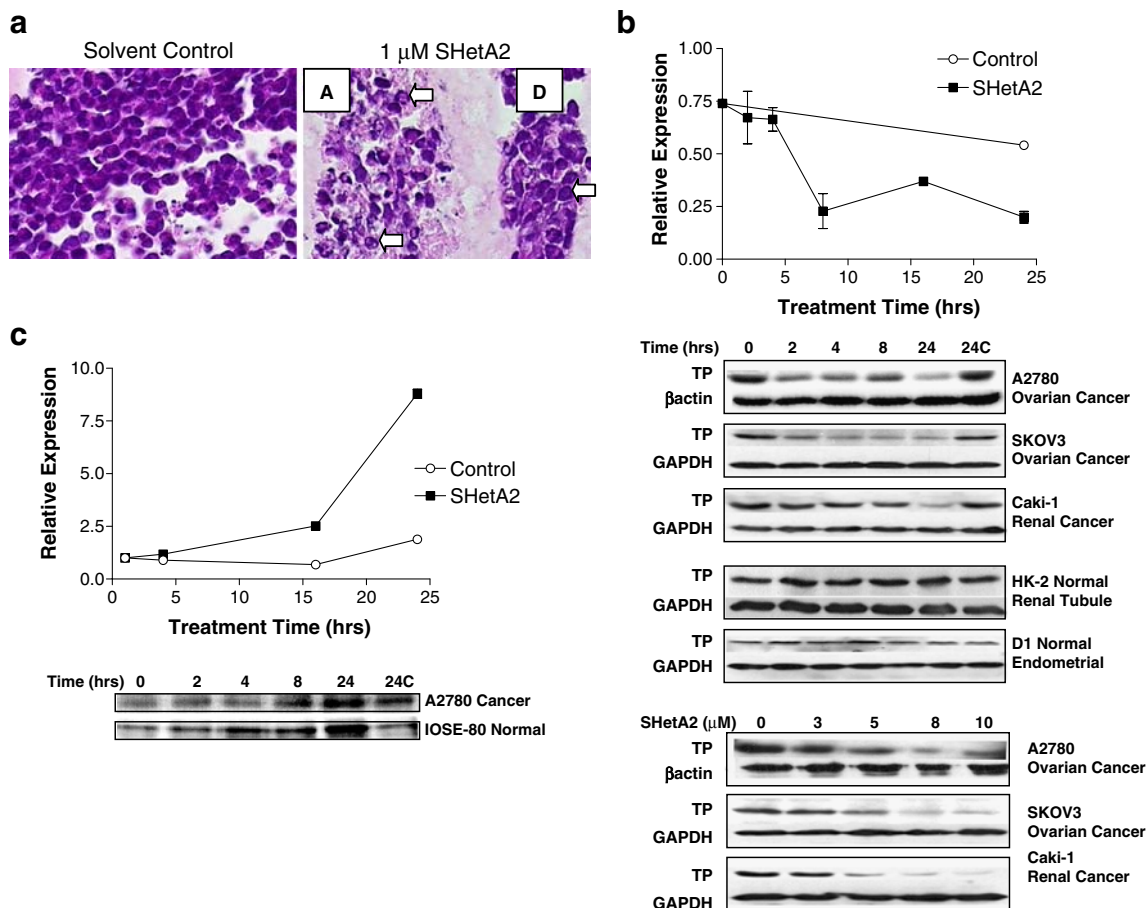 a
Solvent Control
1 μM SHetA2
A
D
b
1.00
0.75
0.50
0.25
0.00
Relative Expression
Control
SHetA2
0 5 10 15 20 25
Treatment Time (hrs)
Time (hrs) 0 2 4 8 24 24C
TP
βactin
A2780
Ovarian Cancer
TP
GAPDH
SKOV3
Ovarian Cancer
TP
GAPDH
Caki-1
Renal Cancer
TP
GAPDH
HK-2 Normal
Renal Tubule
TP
GAPDH
D1 Normal
Endometrial
SHetA2 (μM) 0 3 5 8 10
TP
βactin
A2780
Ovarian Cancer
TP
GAPDH
SKOV3
Ovarian Cancer
TP
GAPDH
Caki-1
Renal Cancer
c
10.0
7.5
5.0
2.5
0.0
Relative Expression
Control
SHetA2
0 5 10 15 20 25
Treatment Time (hrs)
Time (hrs) 0 2 4 8 24 24C
A2780 Cancer
IOSE-80 Normal